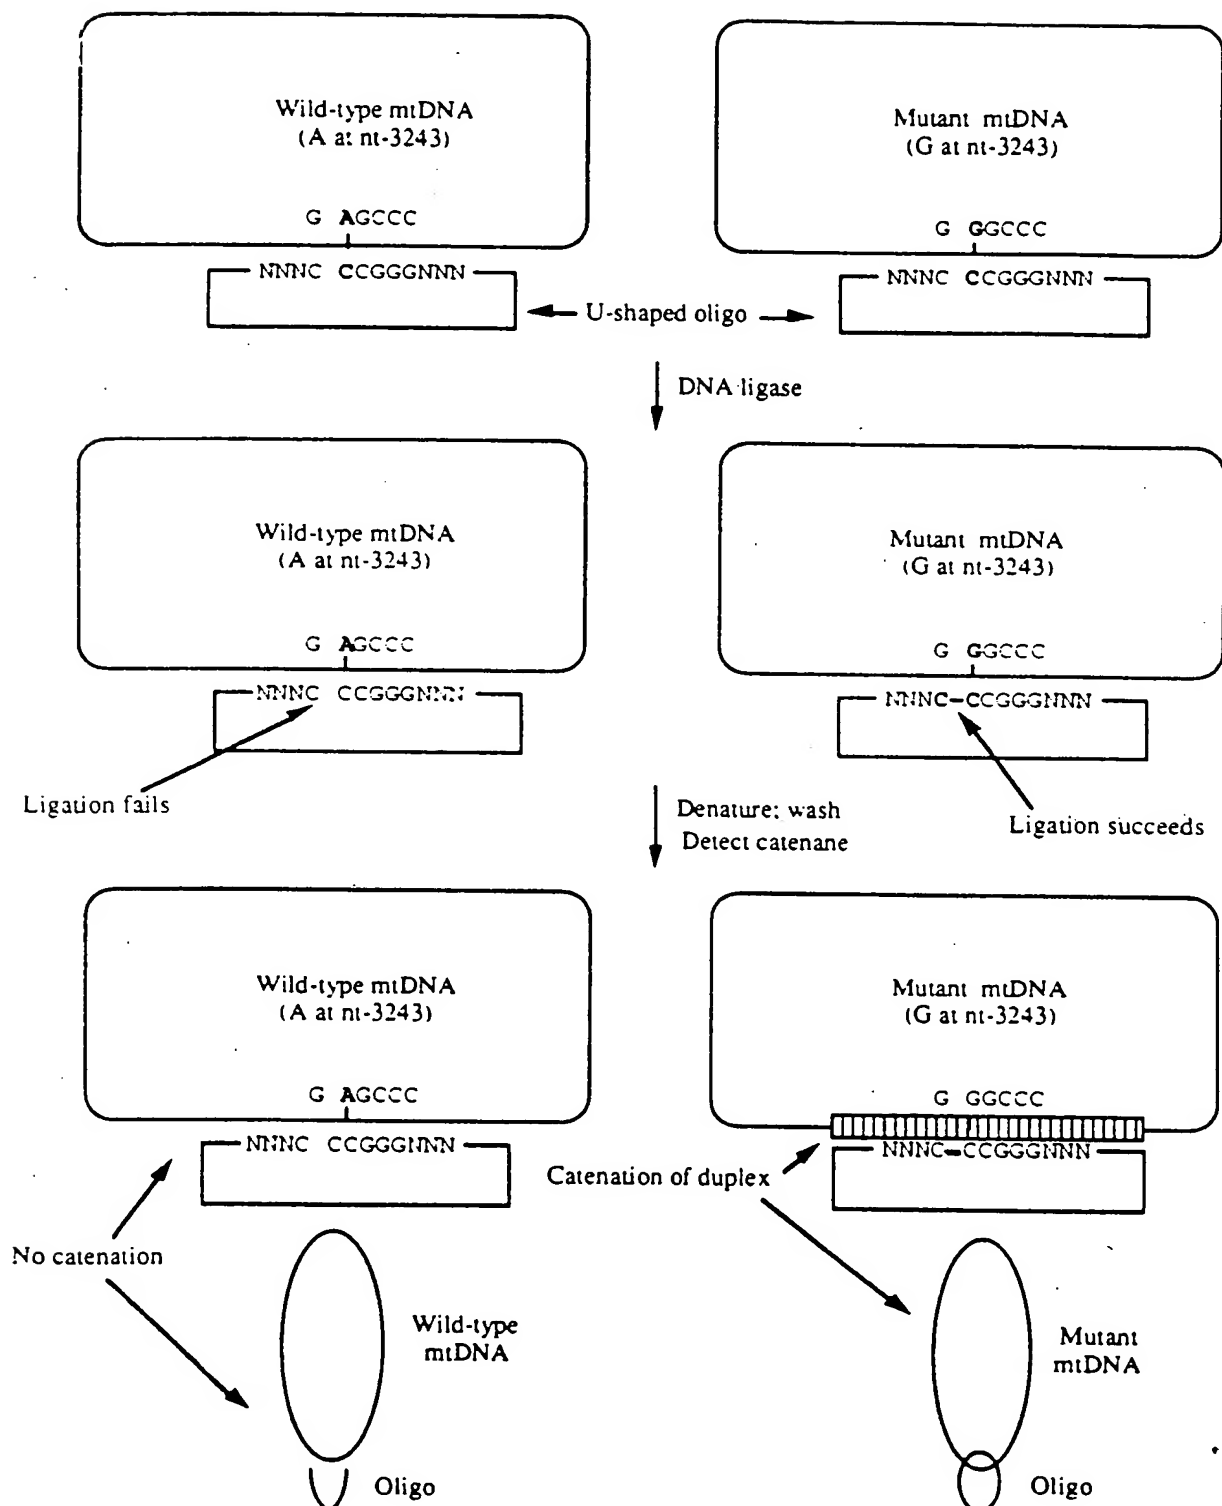 Wild-type mtDNA
(A at nt-3243)
Mutant mtDNA
(G at nt-3243)
G AGCCC
G GGCCC
NNNC CCGGGNNN
NNNC CCGGGNNN
U-shaped oligo
DNA ligase
Wild-type mtDNA
(A at nt-3243)
Mutant mtDNA
(G at nt-3243)
G AGCCC
G GGCCC
NNNC CCGGGNNN
NNNC-CCGGGNNN
Ligation fails
Denature; wash
Detect catenane
Ligation succeeds
Wild-type mtDNA
(A at nt-3243)
Mutant mtDNA
(G at nt-3243)
G AGCCC
G GGCCC
NNNC CCGGGNNN
NNNC-CCGGGNNN
Catenation of duplex
No catenation
Wild-type
mtDNA
Mutant
mtDNA
Oligo
Oligo